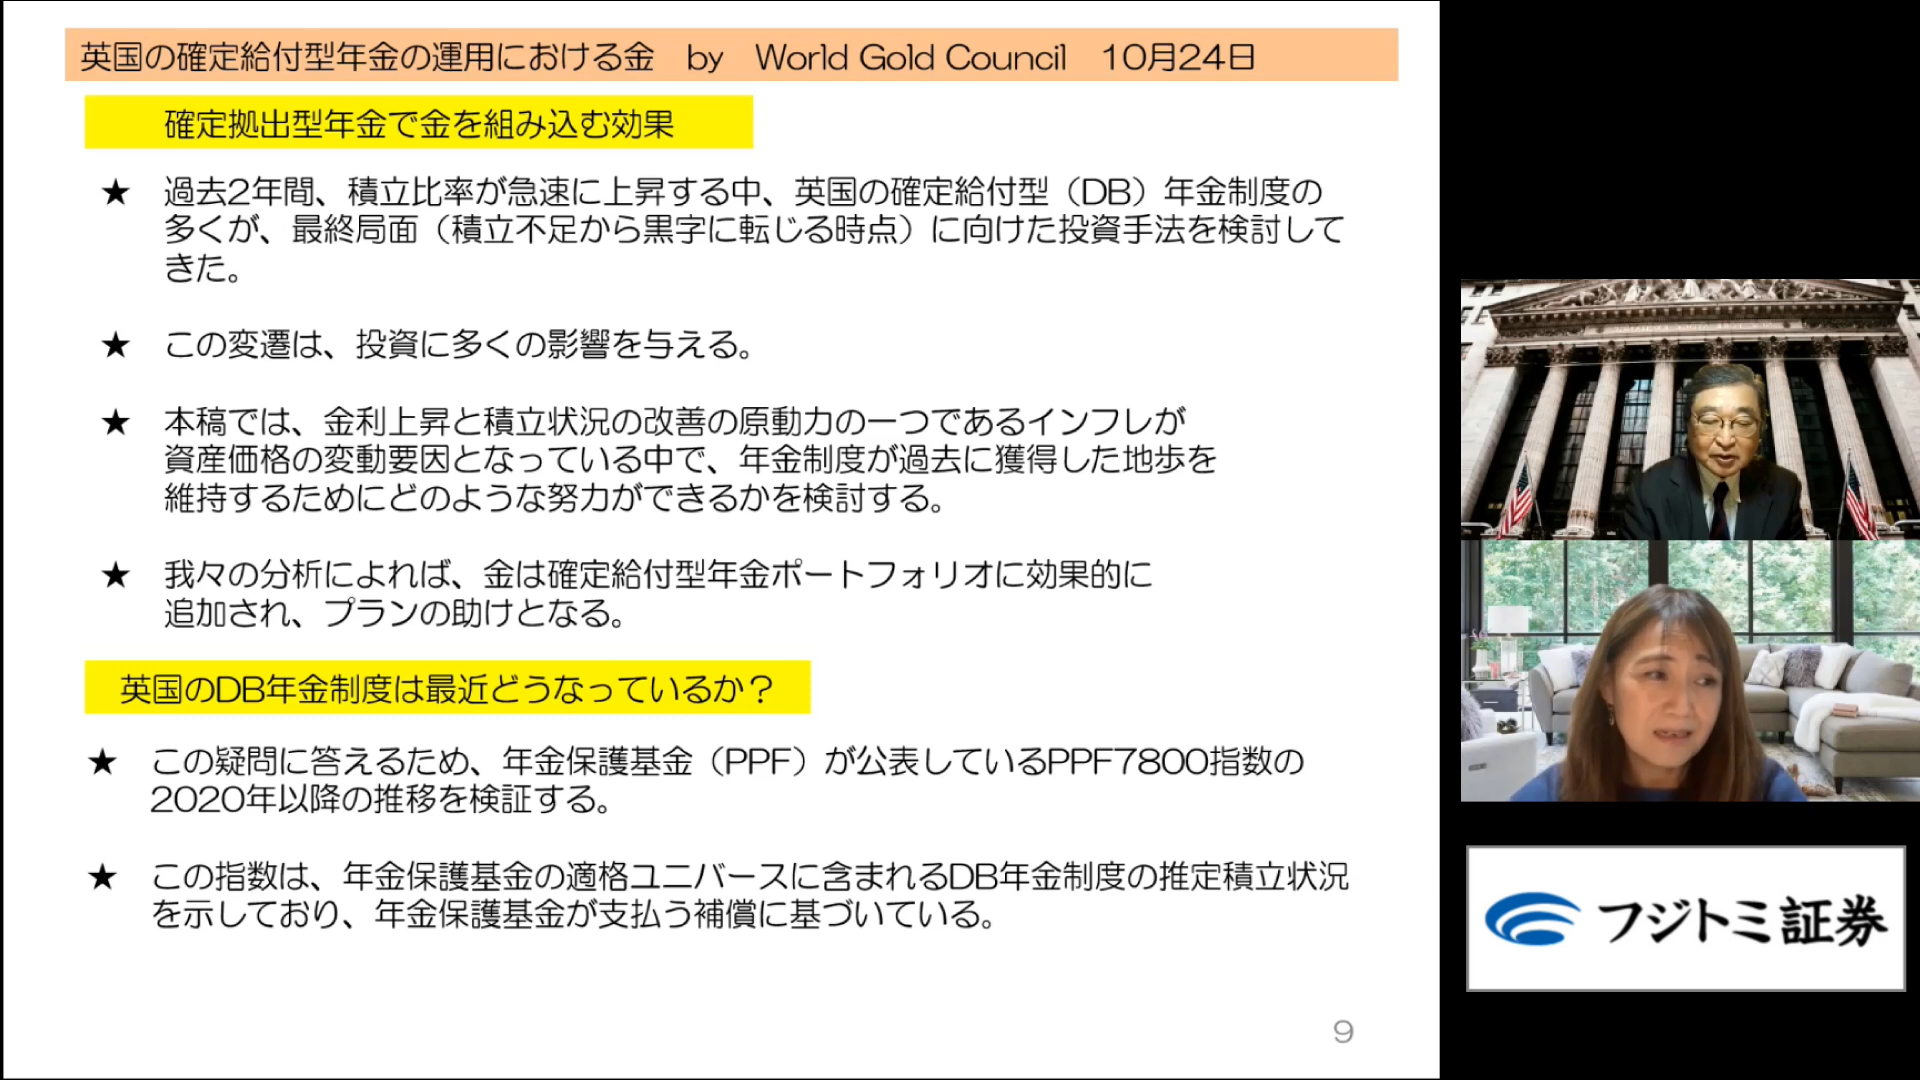 英国の確定給付型年金の運用における金　by　World Gold Council　10月24日
確定拠出型年金で金を組み込む効果
★　過去2年間、積立比率が急速に上昇する中、英国の確定給付型（DB）年金制度の
多くが、最終局面（積立不足から黒字に転じる時点）に向けた投資手法を検討して
きた。
★　この変遷は、投資に多くの影響を与える。
★　本稿では、金利上昇と積立状況の改善の原動力の一つであるインフレが
資産価格の変動要因となっている中で、年金制度が過去に獲得した地歩を
維持するためにどのような努力ができるかを検討する。
★　我々の分析によれば、金は確定給付型年金ポートフォリオに効果的に
追加され、プランの助けとなる。
英国のDB年金制度は最近どうなっているか？
★　この疑問に答えるため、年金保護基金（PPF）が公表しているPPF7800指数の
2020年以降の推移を検証する。
★　この指数は、年金保護基金の適格ユニバースに含まれるDB年金制度の推定積立状況
を示しており、年金保護基金が支払う補償に基づいている。
9
フジトミ証券